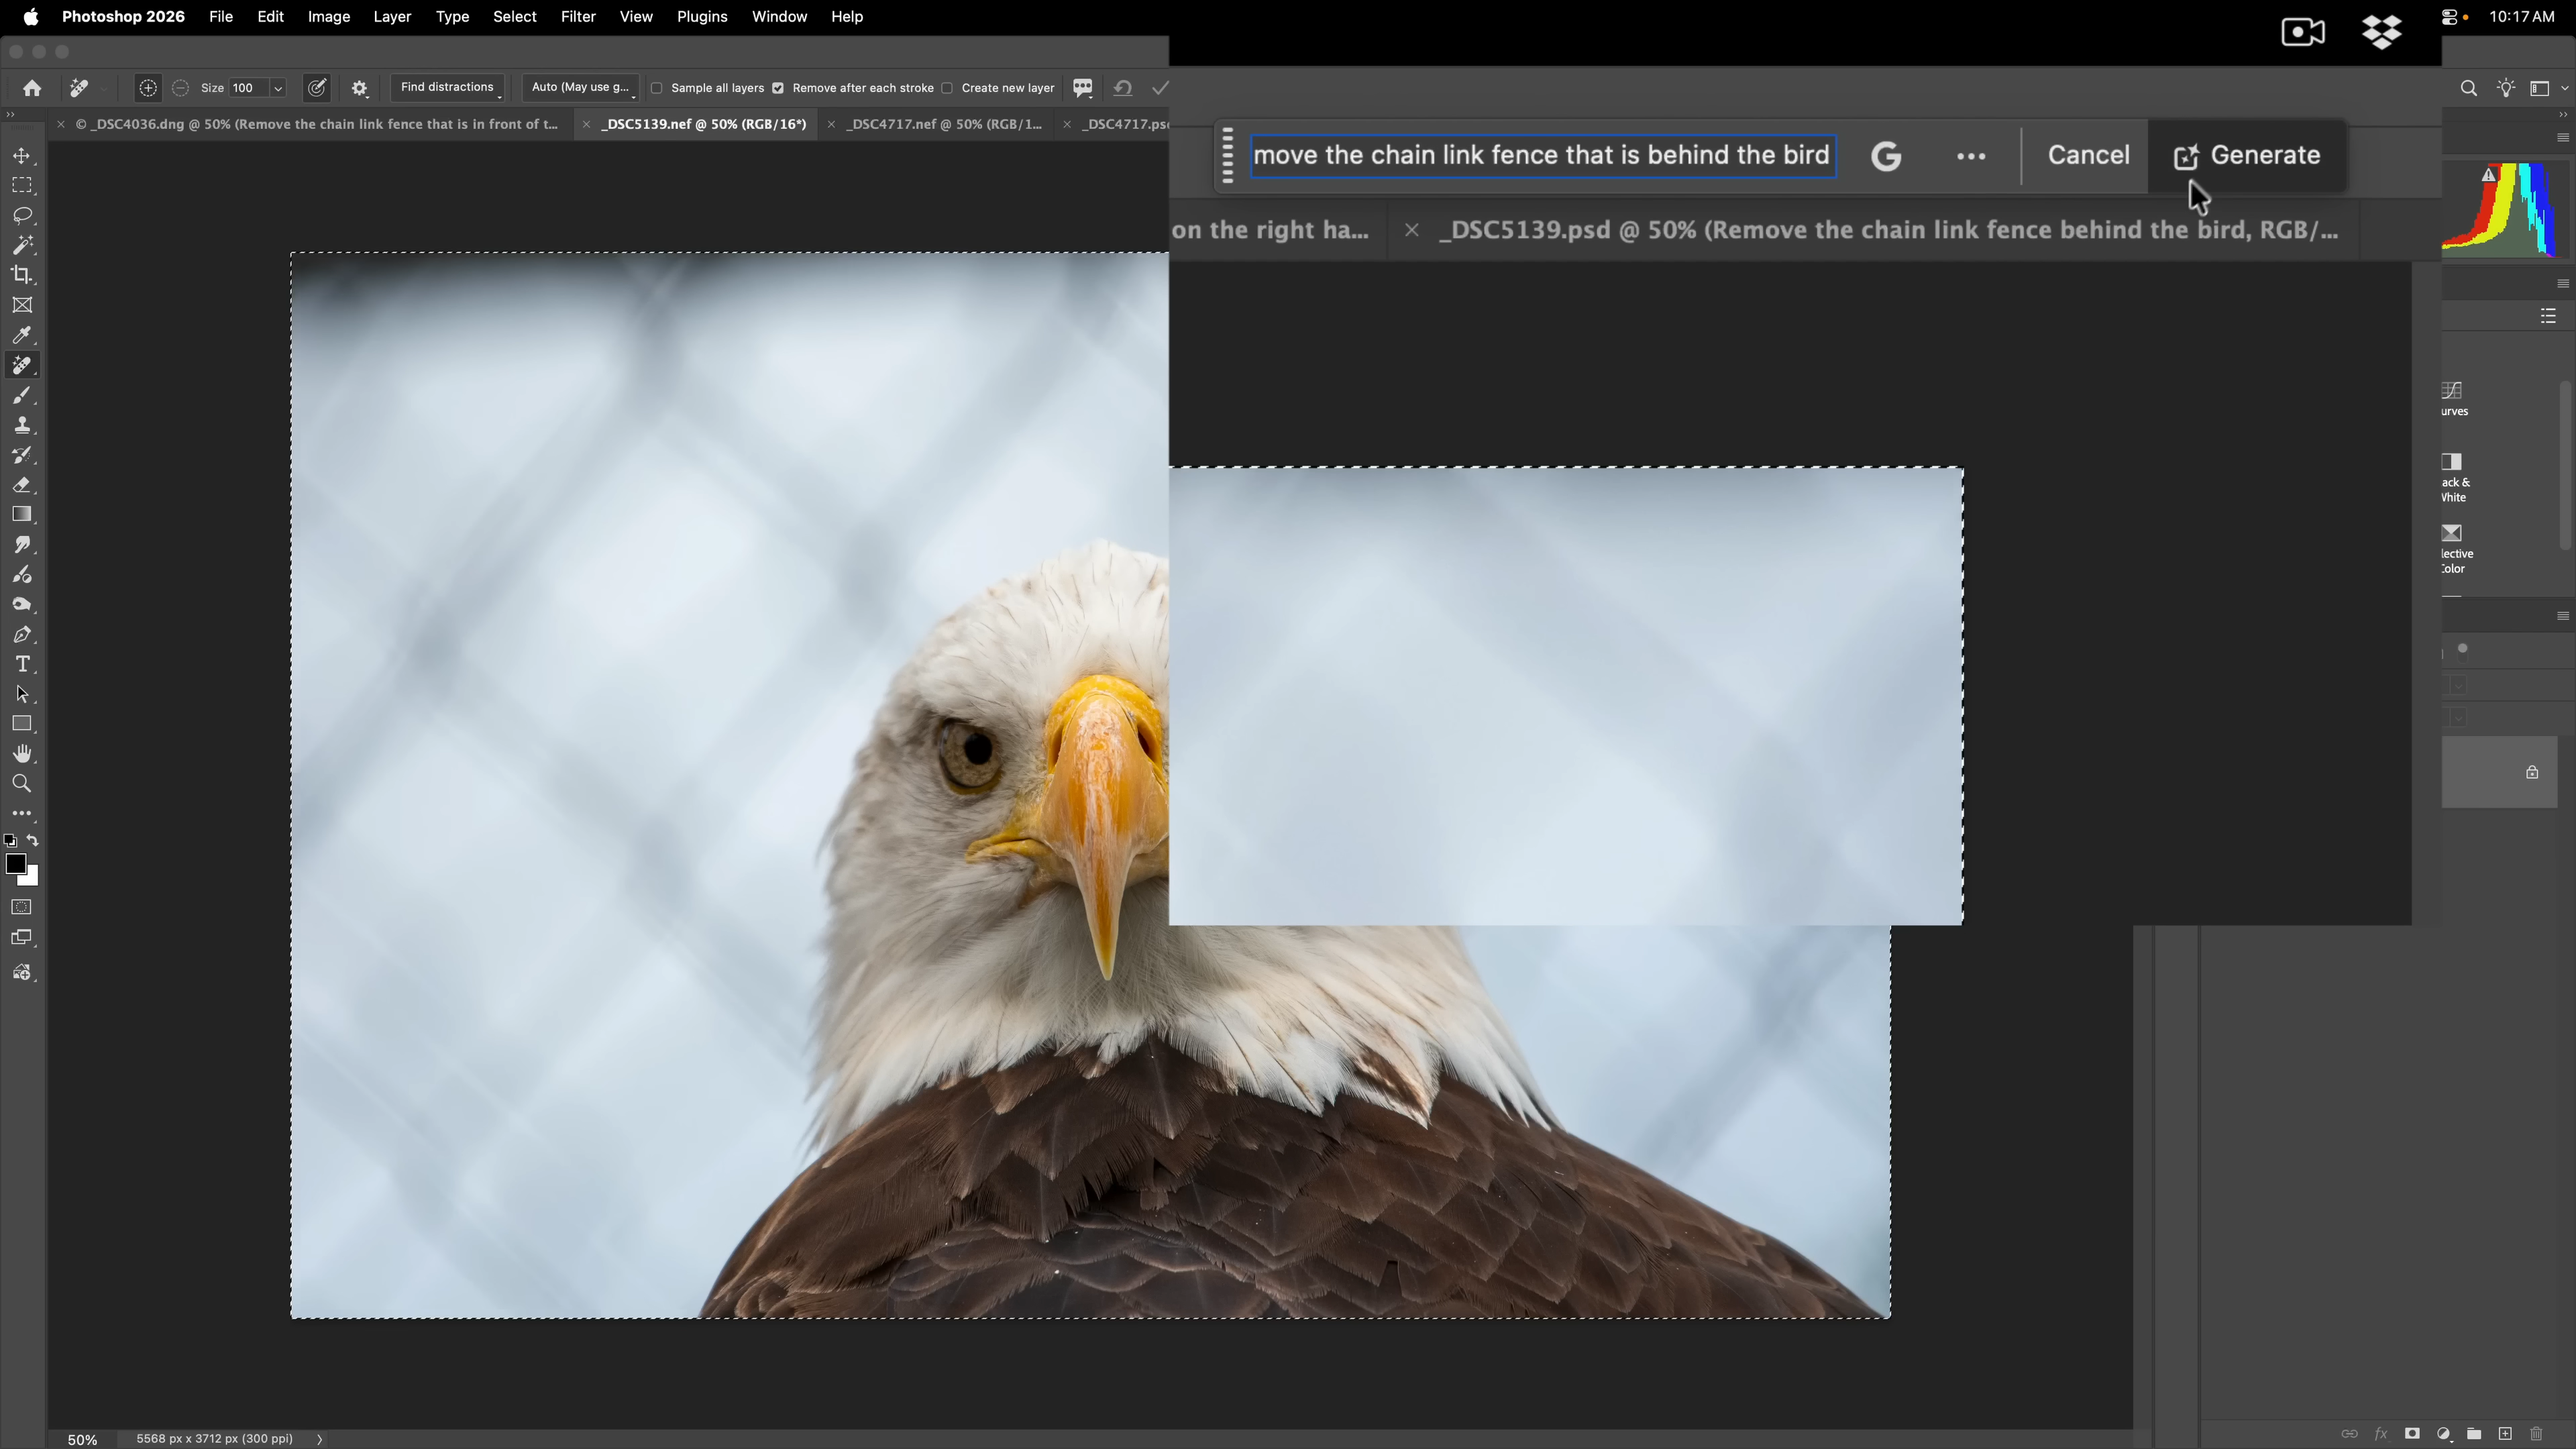 Photoshop 2026 File Edit Image Layer Type Select Filter View Plugins Window Help 10:17 AM
Size 100 Find distractions Auto (May use g... Sample all layers Remove after each stroke Create new layer
× © _DSC4036.dng @ 50% (Remove the chain link fence that is in front of t... × _DSC5139.nef @ 50% (RGB/16*) × _DSC4717.nef @ 50% (RGB/1... × _DSC4717.psd
move the chain link fence that is behind the bird G ... Cancel Generate
on the right ha... × _DSC5139.psd @ 50% (Remove the chain link fence behind the bird, RGB/...
urves
ack &
White
lective
Color
T
fx
50% 5568 px x 3712 px (300 ppi)